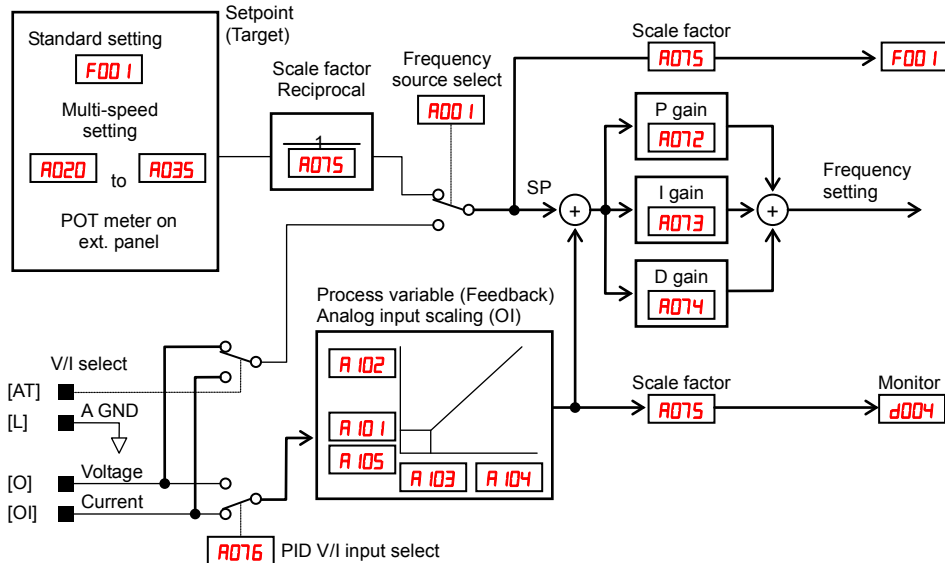 Setpoint
(Target)
Standard setting
F001
Multi-speed
setting
A020 to A035
POT meter on
ext. panel
Scale factor
Reciprocal
1
A075
Frequency
source select
A001
Scale factor
A075
F001
SP
+
P gain
A072
I gain
A073
D gain
A074
+
Frequency
setting
Process variable (Feedback)
Analog input scaling (OI)
A102
A101
A105
A103
A104
Scale factor
A075
Monitor
d004
V/I select
[AT]
[L] A GND
[O] Voltage
[OI] Current
A076 PID V/I input select